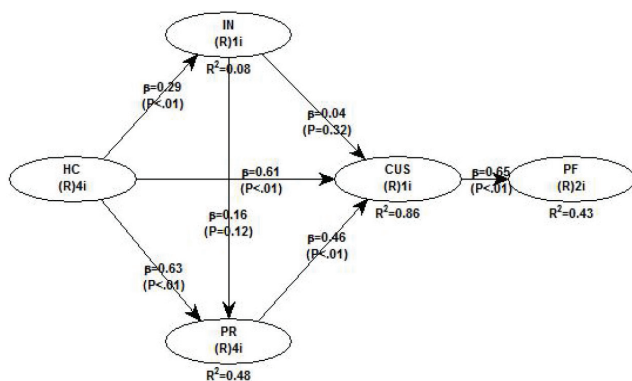 IN
(R)1i
R²=0.08
β=0.29
(P<.01)
β=0.04
(P=0.32)
HC
(R)4i
β=0.61
(P<.01)
CUS
(R)1i
R²=0.86
β=0.65
(P<.01)
PF
(R)2i
R²=0.43
β=0.16
(P=0.12)
β=0.63
(P<.01)
β=0.46
(P<.01)
PR
(R)4i
R²=0.48